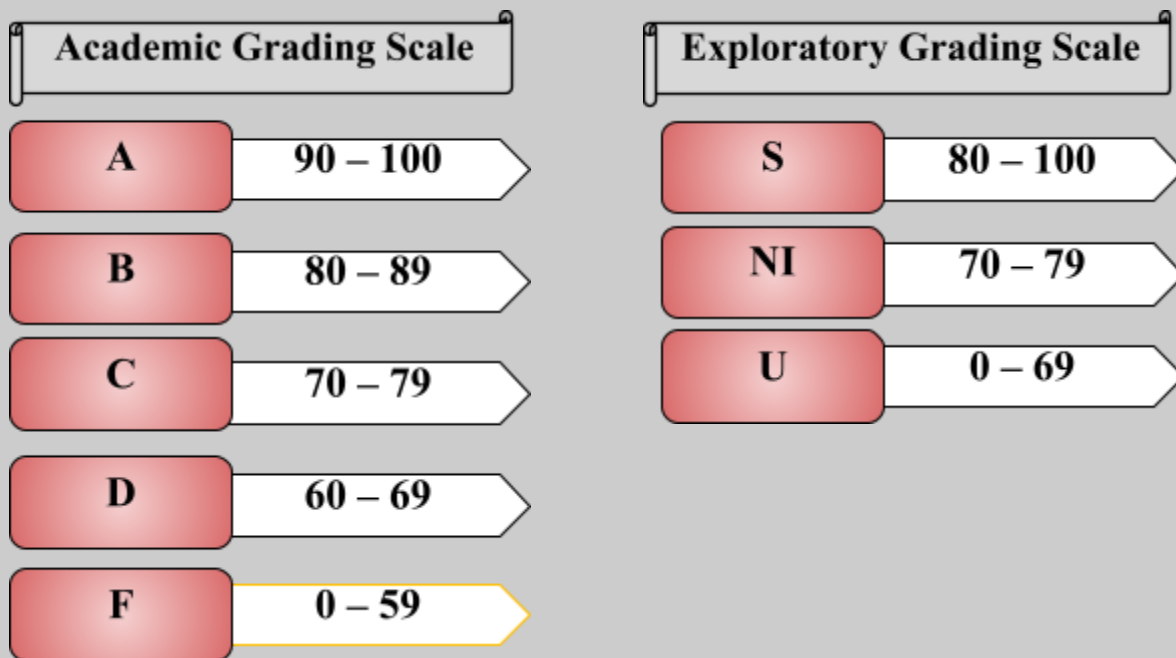 Academic Grading Scale
A 90 – 100
B 80 – 89
C 70 – 79
D 60 – 69
F 0 – 59
Exploratory Grading Scale
S 80 – 100
NI 70 – 79
U 0 – 69